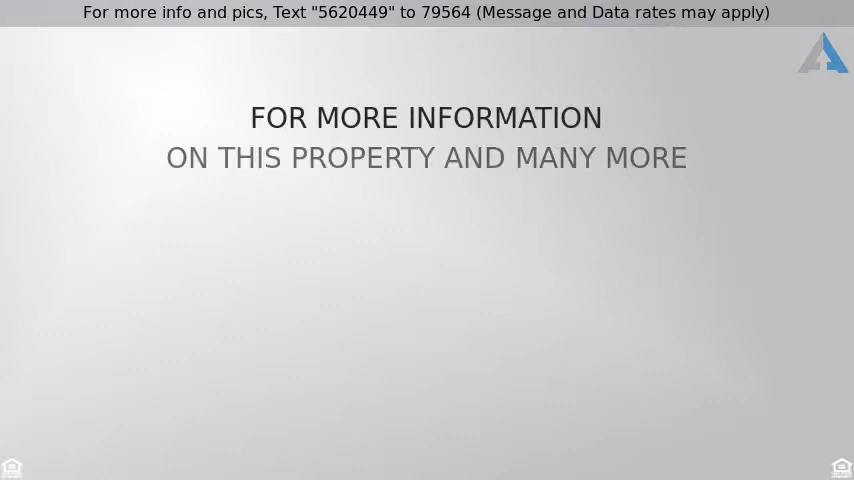 For more info and pics, Text "5620449" to 79564 (Message and Data rates may apply)
FOR MORE INFORMATION
ON THIS PROPERTY AND MANY MORE